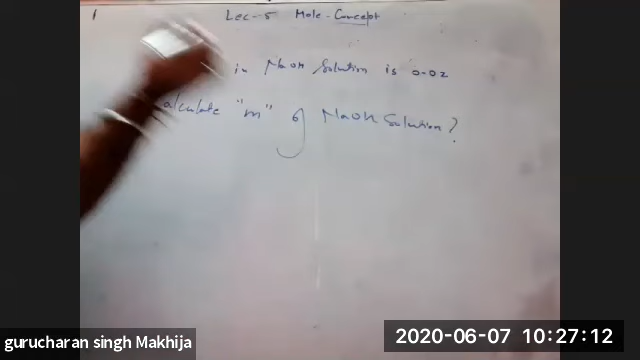 1
Lec-5 Mole-Concept
in NaOH Solution is 0.02
alculate "m" of NaOH Solution?
gurucharan singh Makhija
2020-06-07 10:27:12